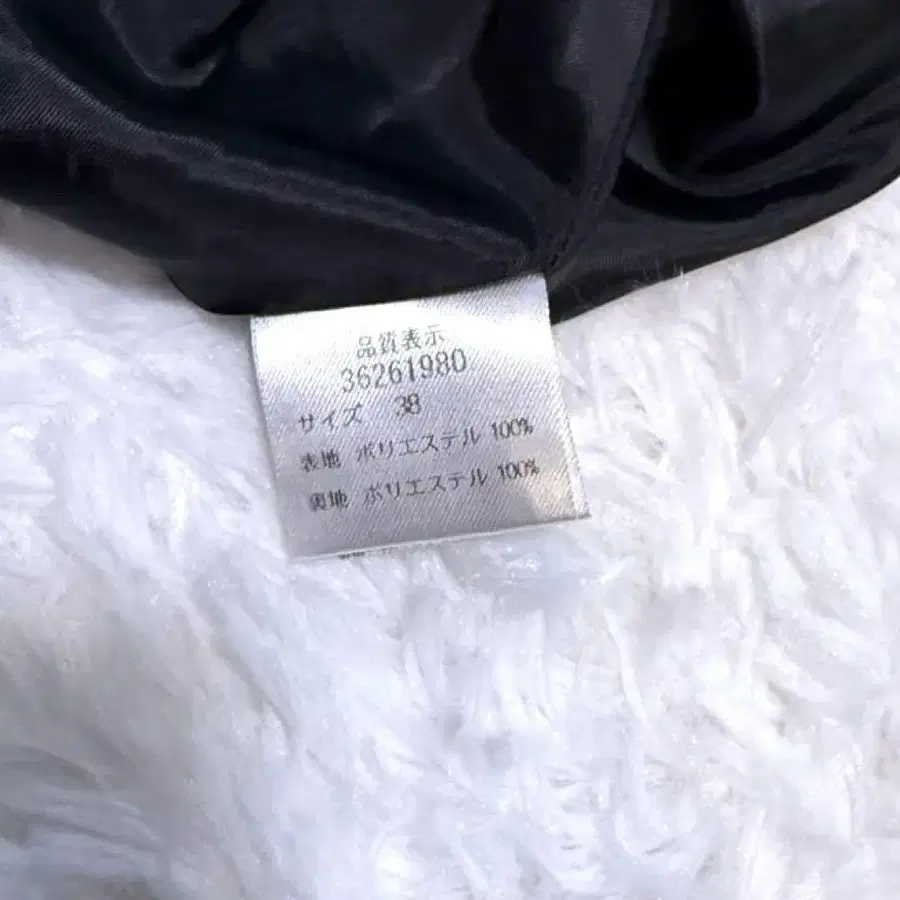 品質表示
36261980
サイズ 38
表地 ポリエステル 100%
裏地 ポリエステル 100%